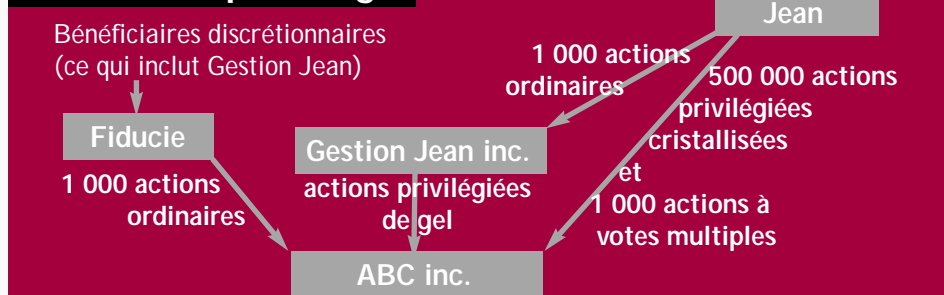 Jean
Bénéficiaires discrétionnaires
(ce qui inclut Gestion Jean)
1 000 actions
ordinaires
500 000 actions
privilégiées
cristallisées
et
1 000 actions à
votes multiples
Fiducie
Gestion Jean inc.
1 000 actions
ordinaires
actions privilégiées
de gel
ABC inc.